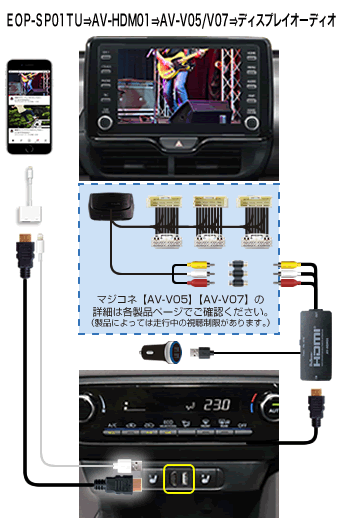 EOP-SP01TU⇒AV-HDM01⇒AV-V05/V07⇒ディスプレイオーディオ
マジコネ【AV-V05】【AV-V07】の
詳細は各製品ページでご確認ください。
(製品によっては走行中の視聴制限があります。)
HDMI
23.0
A/C
OFF
AUTO